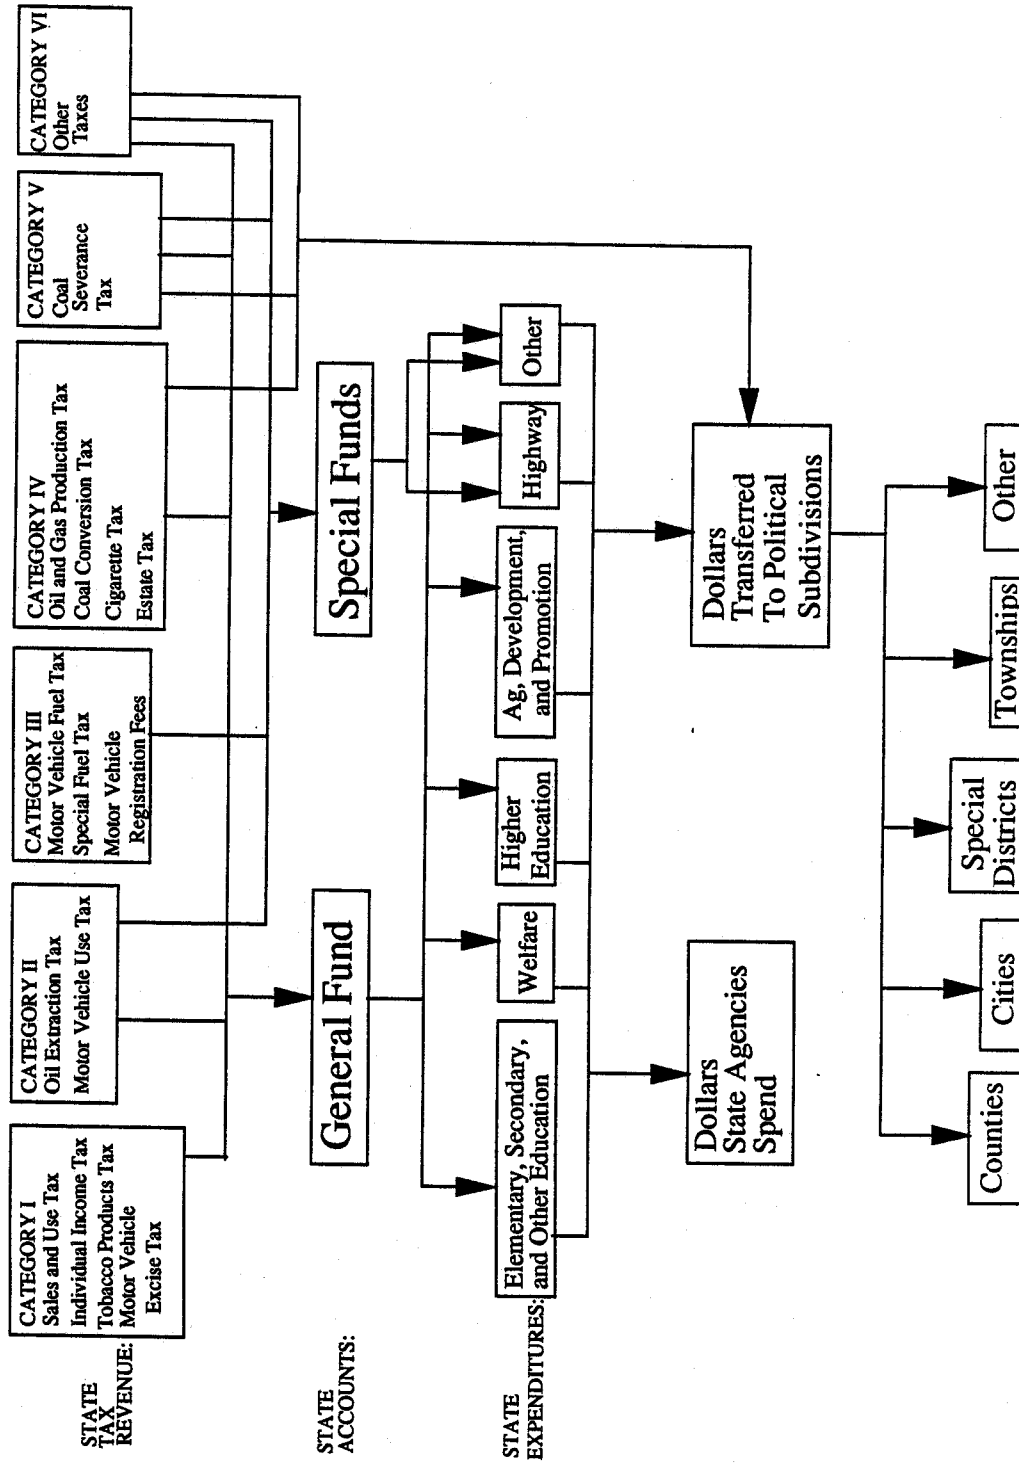 STATE
TAX
REVENUE:
CATEGORY I
Sales and Use Tax
Individual Income Tax
Tobacco Products Tax
Motor Vehicle
Excise Tax
CATEGORY II
Oil Extraction Tax
Motor Vehicle Use Tax
CATEGORY III
Motor Vehicle Fuel Tax
Special Fuel Tax
Motor Vehicle
Registration Fees
CATEGORY IV
Oil and Gas Production Tax
Coal Conversion Tax
Cigarette Tax
Estate Tax
CATEGORY V
Coal
Severance
Tax
CATEGORY VI
Other
Taxes
STATE
ACCOUNTS:
General Fund
Special Funds
STATE
EXPENDITURES:
Elementary, Secondary,
and Other Education
Welfare
Higher
Education
Ag, Development,
and Promotion
Highway
Other
Dollars
State Agencies
Spend
Dollars
Transferred
To Political
Subdivisions
Counties
Cities
Special
Districts
Townships
Other